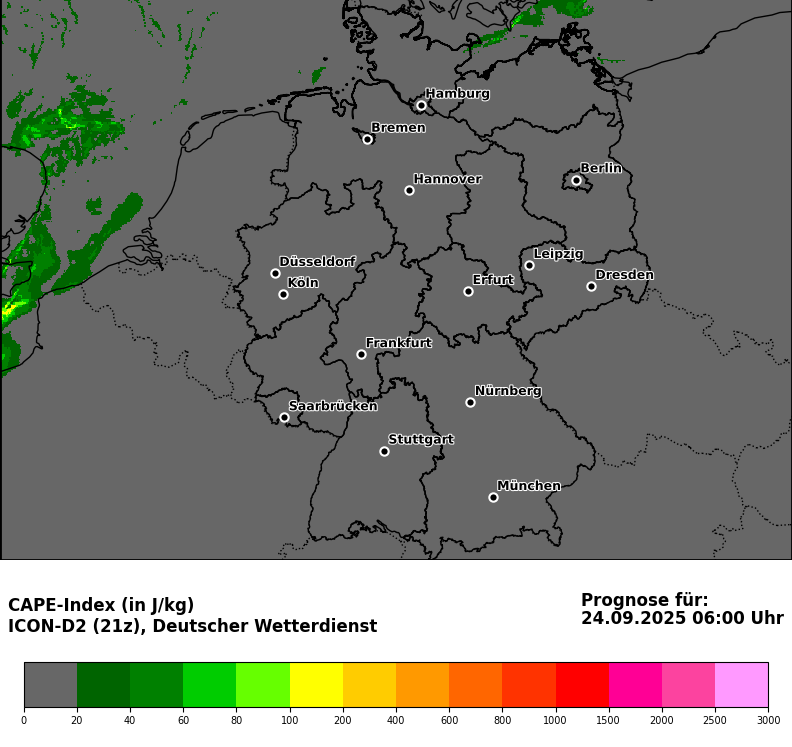 Hamburg
Bremen
Hannover
Berlin
Düsseldorf
Köln
Leipzig
Erfurt
Dresden
Frankfurt
Nürnberg
Saarbrücken
Stuttgart
München
CAPE-Index (in J/kg)
ICON-D2 (21z), Deutscher Wetterdienst
Prognose für:
24.09.2025 06:00 Uhr
0 20 40 60 80 100 200 400 600 800 1000 1500 2000 2500 3000